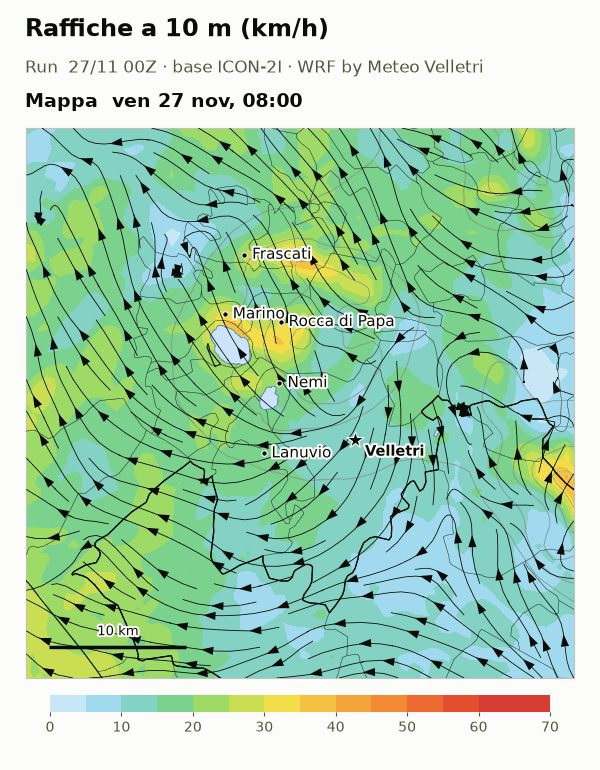 Raffiche a 10 m (km/h)
Run 27/11 00Z · base ICON-2I · WRF by Meteo Velletri
Mappa ven 27 nov, 08:00
Frascati
Marino
Rocca di Papa
Nemi
Velletri
Lanuvio
10 km
0 10 20 30 40 50 60 70